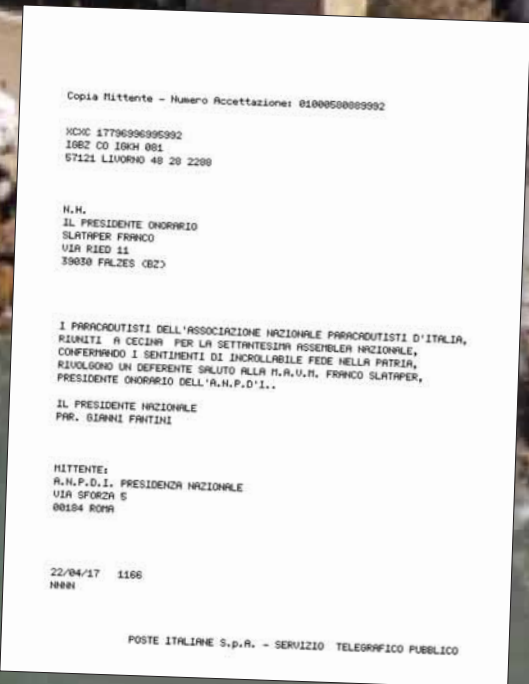 Copia Mittente - Numero Accettazione: 01000580889992
XCXC 17796996995992
IGBZ CO IGKH 081
57121 LIVORNO 48 28 2208
N.H.
IL PRESIDENTE ONORARIO
SLATAPER FRANCO
VIA RIED 11
39030 FALZES (BZ)
I PARACADUTISTI DELL'ASSOCIAZIONE NAZIONALE PARACADUTISTI D'ITALIA,
RIUNITI A CECINA PER LA SETTANTESIMA ASSEMBLEA NAZIONALE,
CONFERMANDO I SENTIMENTI DI INCROLLABILE FEDE NELLA PATRIA,
RIVOLGONO UN DEFERENTE SALUTO ALLA M.A.V.M. FRANCO SLATAPER,
PRESIDENTE ONORARIO DELL'A.N.P.D'I..
IL PRESIDENTE NAZIONALE
PAR. GIANNI FANTINI
MITTENTE:
A.N.P.D.I. PRESIDENZA NAZIONALE
VIA SFORZA 5
00184 ROMA
22/04/17 1166
NNNN
POSTE ITALIANE S.p.A. - SERVIZIO TELEGRAFICO PUBBLICO